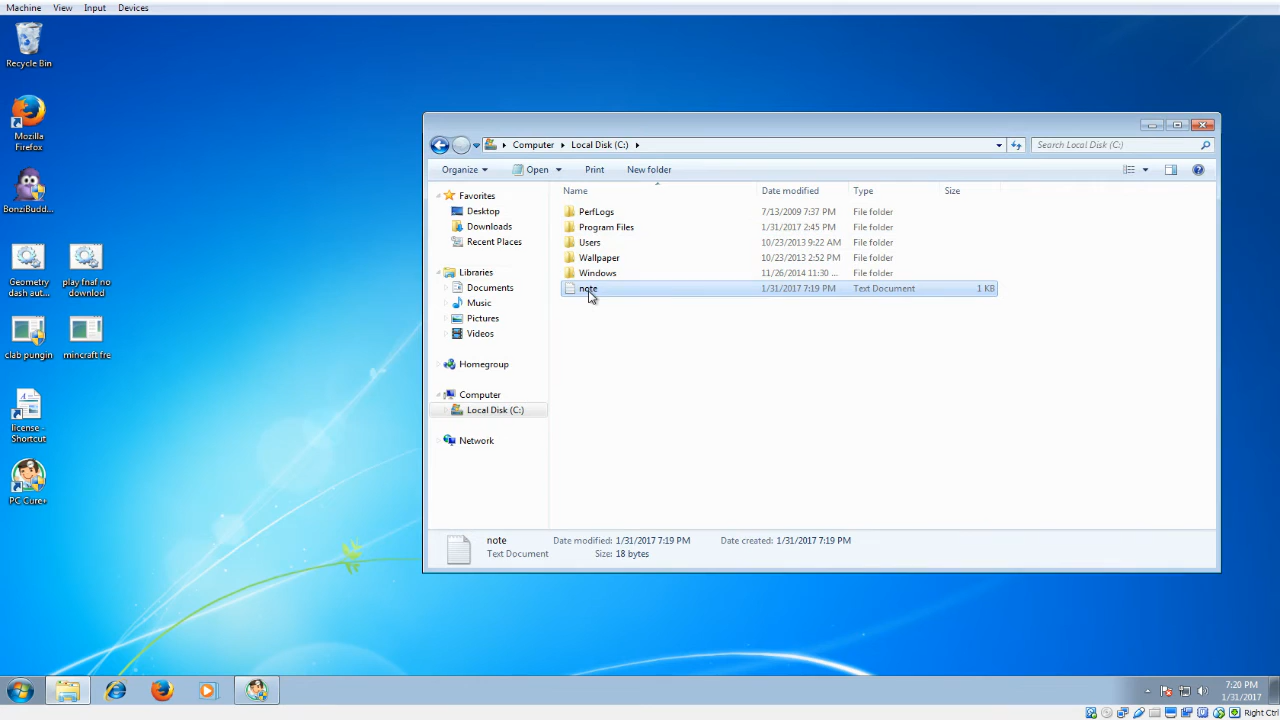 Machine View Input Devices
Recycle Bin
Mozilla
Firefox
BonziBudd...
Geometry
dash aut...
play fnaf no
downlod
clab pungin
mincraft fre
license -
Shortcut
PC Cure+
Computer Local Disk (C:)
Search Local Disk (C:)
Organize Open Print New folder
Favorites
Desktop
Downloads
Recent Places
Libraries
Documents
Music
Pictures
Videos
Homegroup
Computer
Local Disk (C:)
Network
Name Date modified Type Size
PerfLogs 7/13/2009 7:37 PM File folder
Program Files 1/31/2017 2:45 PM File folder
Users 10/23/2013 9:22 AM File folder
Wallpaper 10/23/2013 2:52 PM File folder
Windows 11/26/2014 11:30 ... File folder
note 1/31/2017 7:19 PM Text Document 1 KB
note Date modified: 1/31/2017 7:19 PM Date created: 1/31/2017 7:19 PM
Text Document Size: 18 bytes
7:20 PM
1/31/2017
Right Ctrl